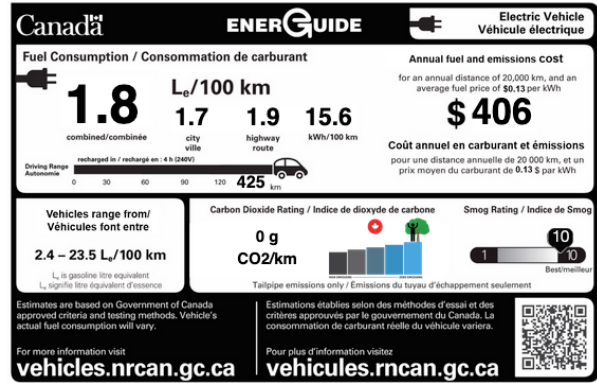 Canada
ENERGUIDE
Electric Vehicle
Véhicule électrique
Fuel Consumption / Consommation de carburant
1.8
combined/combinée
Le/100 km
1.7
city
ville
1.9
highway
route
15.6
kWh/100 km
Driving Range
Autonomie
recharged in / rechargé en : 4 h (240V)
0 30 60 90 120 425 km
Annual fuel and emissions COST
for an annual distance of 20,000 km, and an
average fuel price of $0.13 per kWh
$ 406
Coût annuel en carburant et émissions
pour une distance annuelle de 20 000 km, et un
prix moyen du carburant de 0.13 $ par kWh
Vehicles range from/
Véhicules font entre
2.4 – 23.5 Le/100 km
Le is gasoline litre equivalent
Le signifie litre équivalent d'essence
Carbon Dioxide Rating / Indice de dioxyde de carbone
0 g
CO2/km
Tailpipe emissions only / Émissions du tuyau d'échappement seulement
Smog Rating / Indice de Smog
10
1 10
Best/meilleur
Estimates are based on Government of Canada
approved criteria and testing methods. Vehicle's
actual fuel consumption will vary.
For more information visit
vehicles.nrcan.gc.ca
Estimations établies selon des méthodes d'essai et des
critères approuvés par le gouvernement du Canada. La
consommation de carburant réelle du véhicule variera.
Pour plus d'information visitez
vehicules.rncan.gc.ca